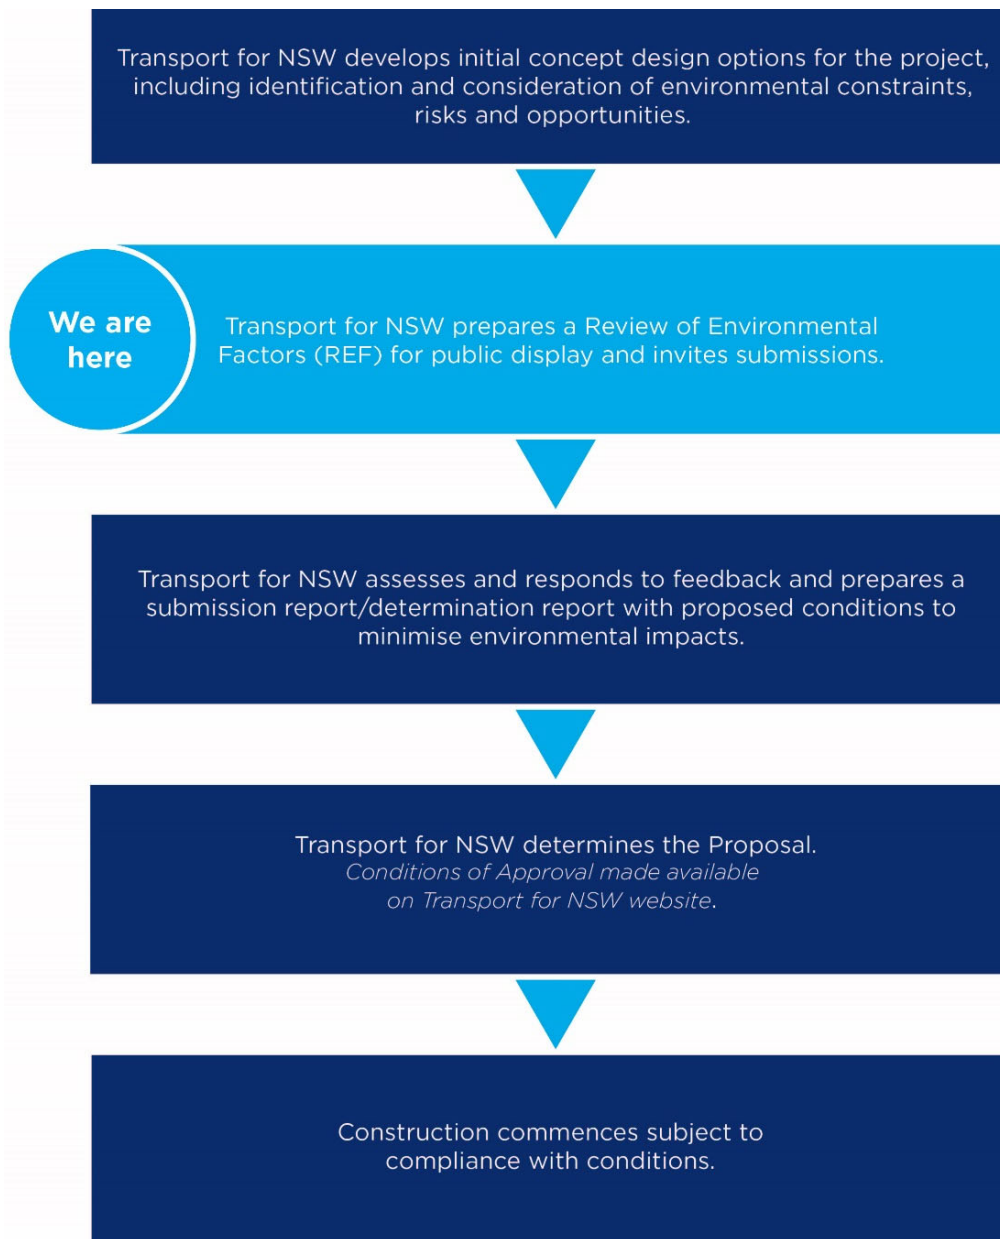 Transport for NSW develops initial concept design options for the project,
including identification and consideration of environmental constraints,
risks and opportunities.
We are
here
Transport for NSW prepares a Review of Environmental
Factors (REF) for public display and invites submissions.
Transport for NSW assesses and responds to feedback and prepares a
submission report/determination report with proposed conditions to
minimise environmental impacts.
Transport for NSW determines the Proposal.
Conditions of Approval made available
on Transport for NSW website.
Construction commences subject to
compliance with conditions.